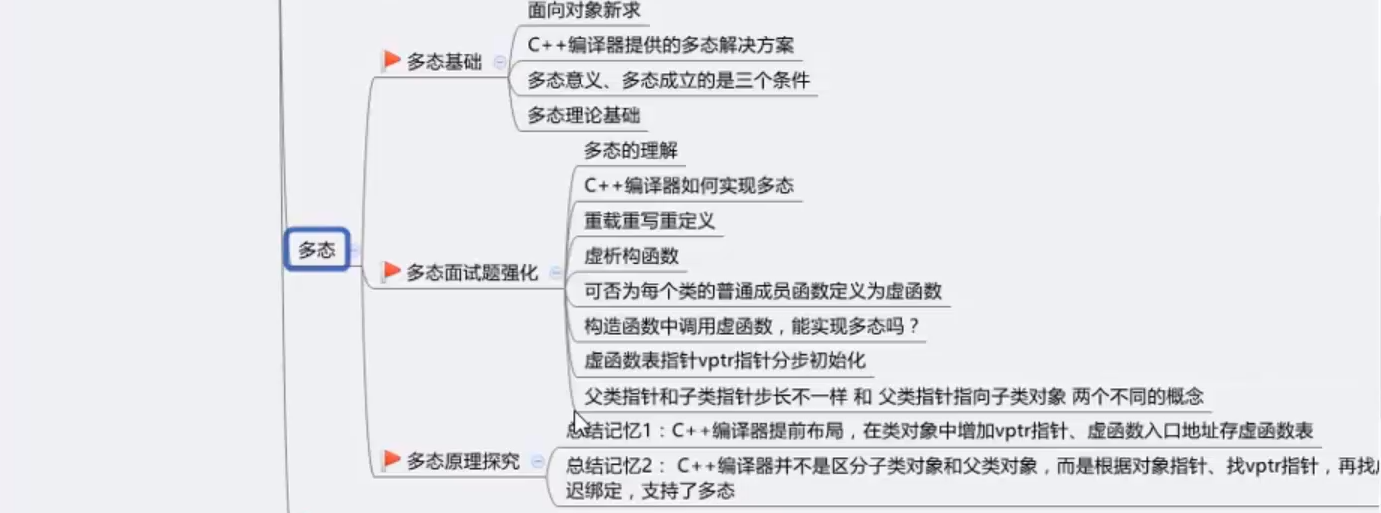 面向对象新求
C++编译器提供的多态解决方案
多态基础
多态意义、多态成立的是三个条件
多态理论基础
多态的理解
C++编译器如何实现多态
重载重写重定义
多态
虚析构函数
多态面试题强化
可否为每个类的普通成员函数定义为虚函数
构造函数中调用虚函数，能实现多态吗？
虚函数表指针vptr指针分步初始化
父类指针和子类指针步长不一样 和 父类指针指向子类对象 两个不同的概念
总结记忆1：C++编译器提前布局，在类对象中增加vptr指针、虚函数入口地址存虚函数表
多态原理探究
总结记忆2： C++编译器并不是区分子类对象和父类对象，而是根据对象指针、找vptr指针，再找
迟绑定，支持了多态